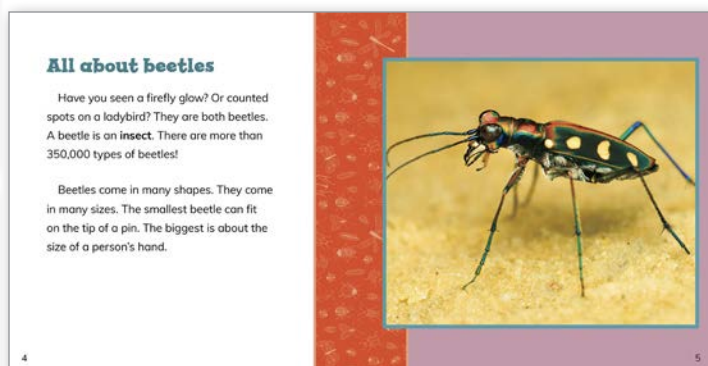 All about beetles
Have you seen a firefly glow? Or counted
spots on a ladybird? They are both beetles.
A beetle is an insect. There are more than
350,000 types of beetles!
Beetles come in many shapes. They come
in many sizes. The smallest beetle can fit
on the tip of a pin. The biggest is about the
size of a person's hand.
4
5